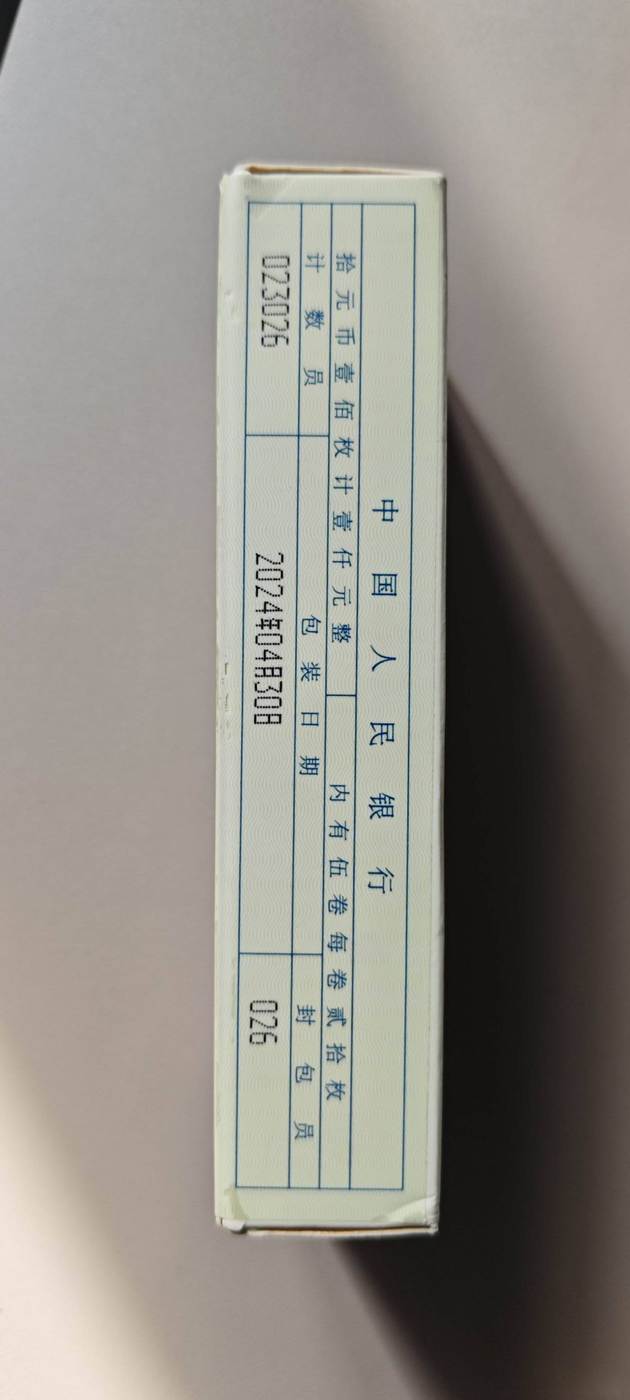 中国人民银行
拾元币壹佰枚计壹仟元整 内有伍卷每卷贰拾枚
计数员 包装日期 封包员
023026 2024年04月30日 026